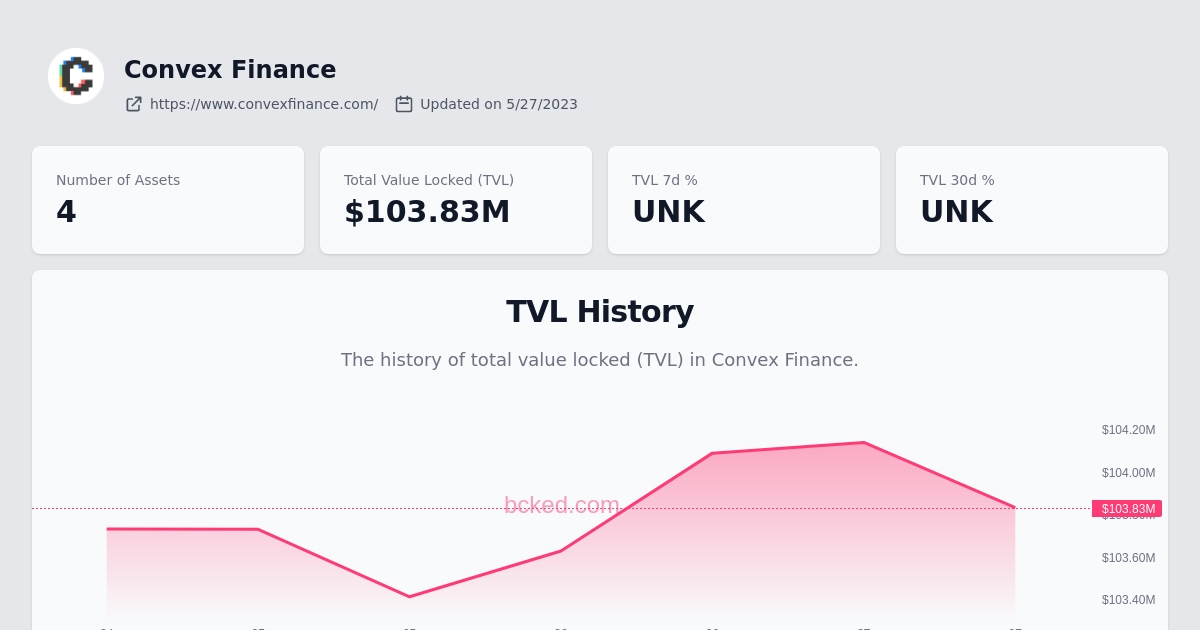 Convex Finance
https://www.convexfinance.com/ Updated on 5/27/2023
Number of Assets
4
Total Value Locked (TVL)
$103.83M
TVL 7d %
UNK
TVL 30d %
UNK
TVL History
The history of total value locked (TVL) in Convex Finance.
$104.20M
$104.00M
bcked.com
$103.83M
$103.60M
$103.40M